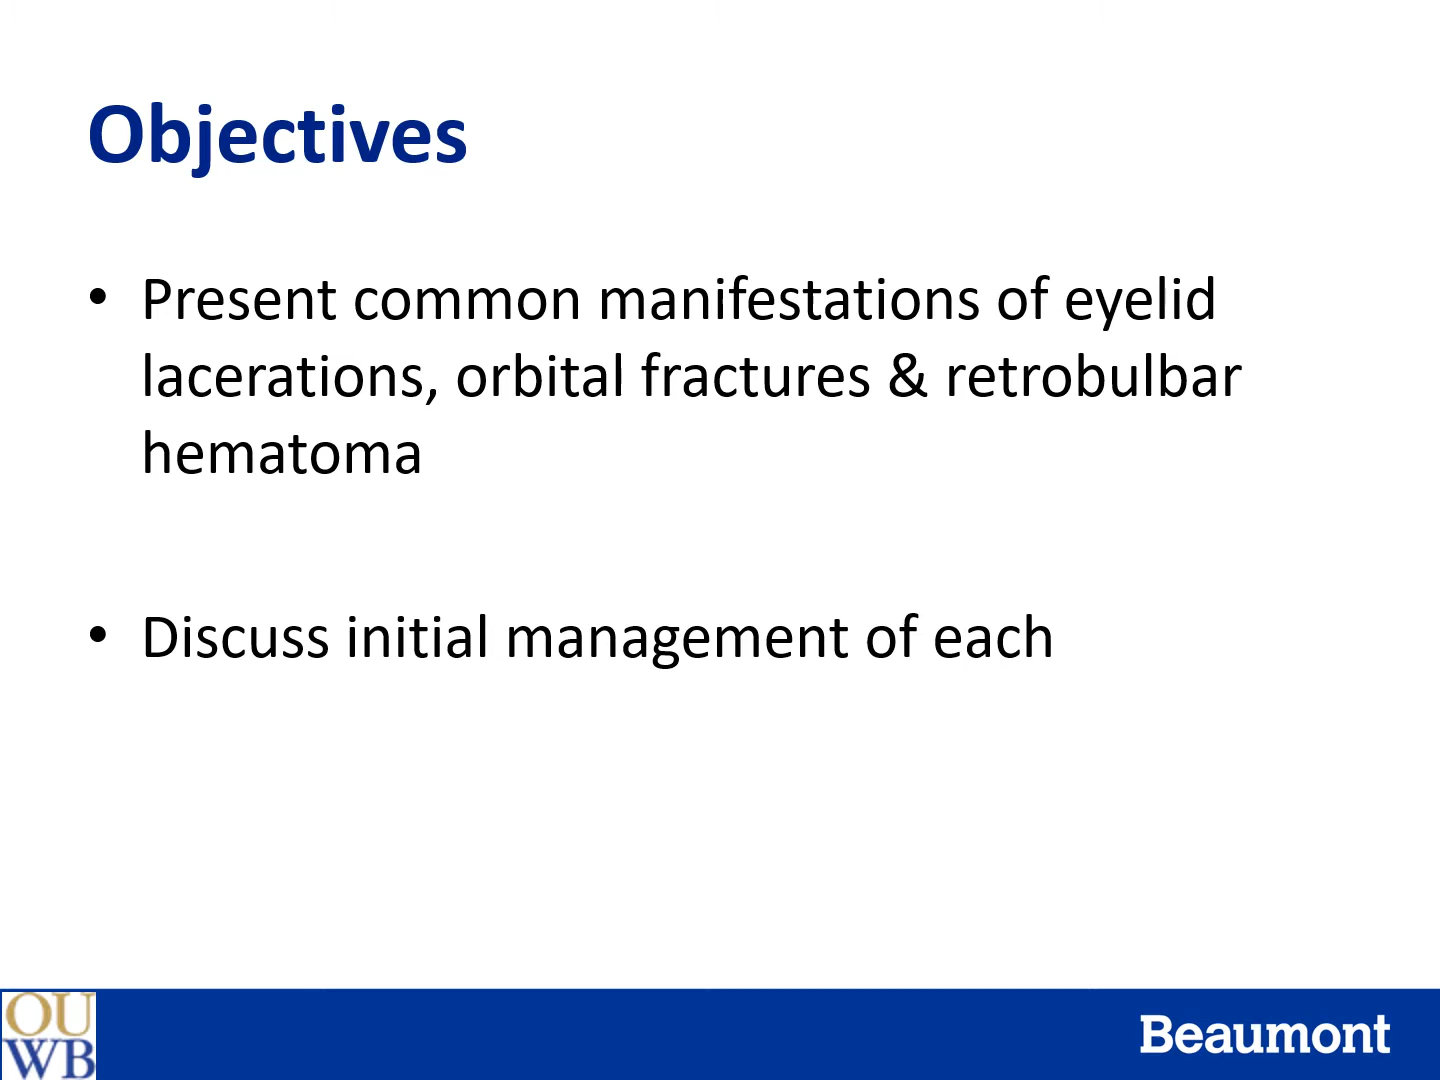 Objectives
• Present common manifestations of eyelid
lacerations, orbital fractures & retrobulbar
hematoma
• Discuss initial management of each
OU
WB
Beaumont